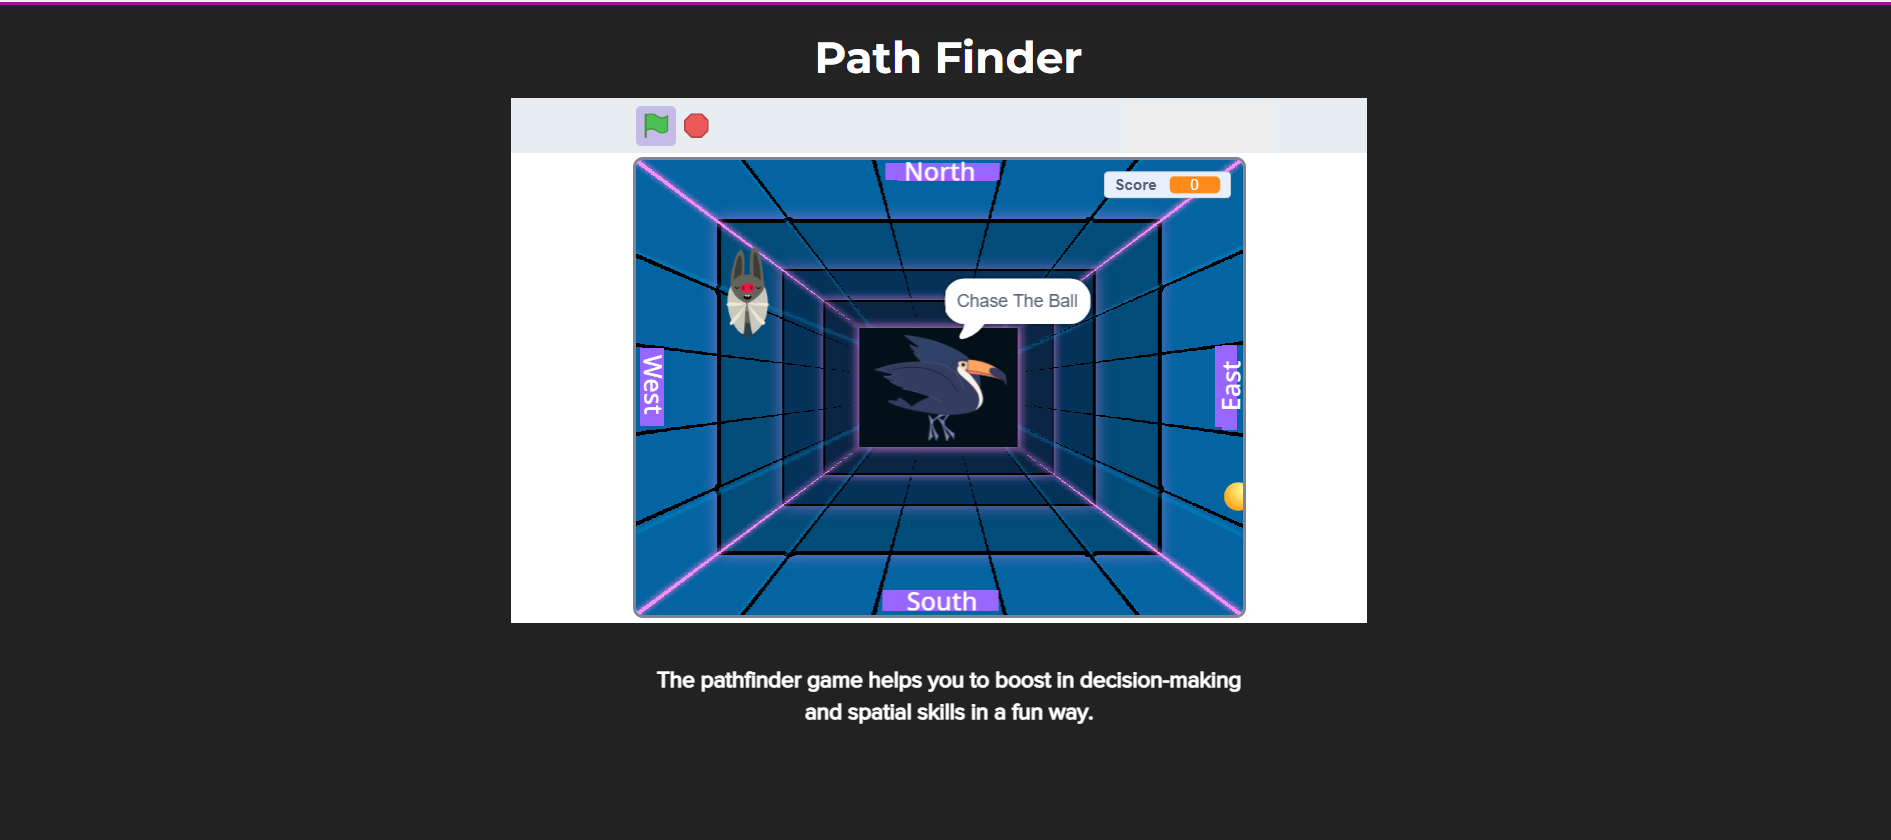 Path Finder
North
Score 0
Chase The Ball
West
East
South
The pathfinder game helps you to boost in decision-making
and spatial skills in a fun way.